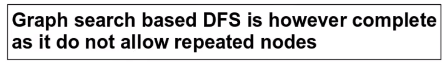 Graph search based DFS is however complete
as it do not allow repeated nodes